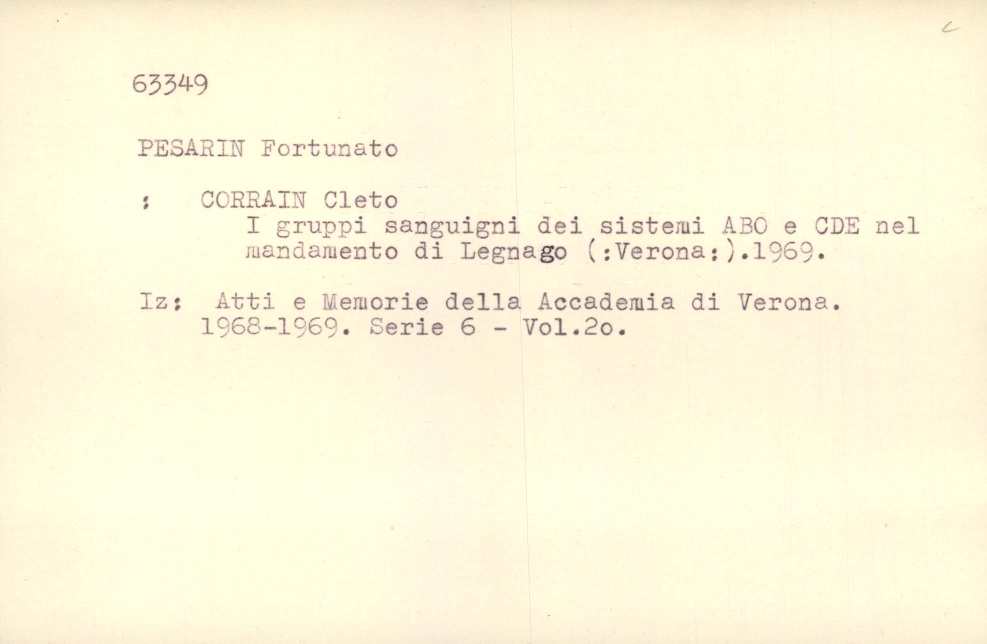 63349
PESARIN Fortunato
: CORRAIN Cleto
I gruppi sanguigni dei sistemi ABO e CDE nel
mandamento di Legnago (:Verona:).1969.
Iz: Atti e Memorie della Accademia di Verona.
1968-1969. Serie 6 - Vol.2o.